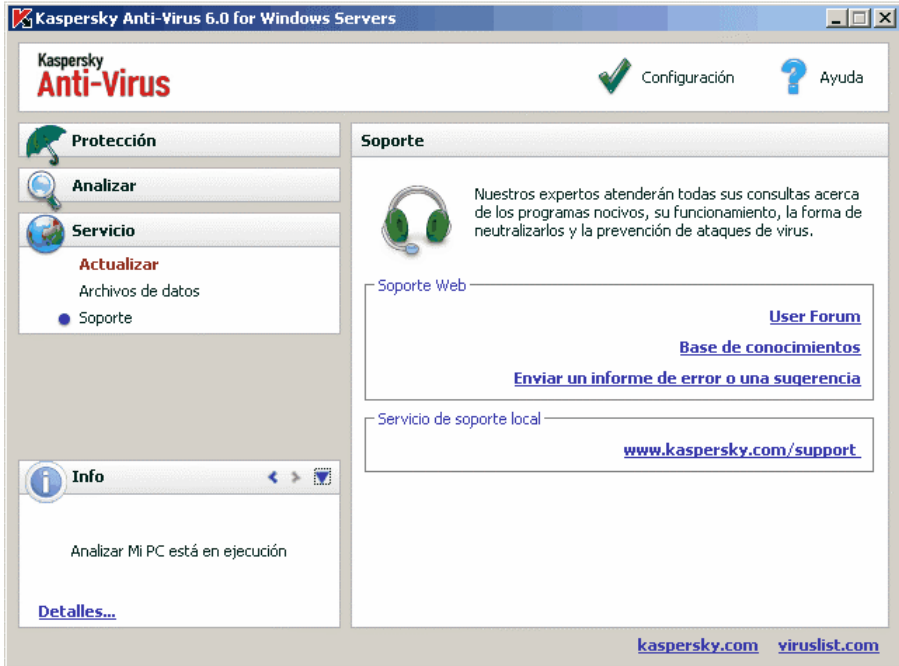 Kaspersky Anti-Virus 6.0 for Windows Servers
Kaspersky
Anti-Virus
Configuración
Ayuda
Protección
Analizar
Servicio
Actualizar
Archivos de datos
Soporte
Info
Analizar Mi PC está en ejecución
Detalles...
Soporte
Nuestros expertos atenderán todas sus consultas acerca
de los programas nocivos, su funcionamiento, la forma de
neutralizarlos y la prevención de ataques de virus.
Soporte Web
User Forum
Base de conocimientos
Enviar un informe de error o una sugerencia
Servicio de soporte local
www.kaspersky.com/support
kaspersky.com
viruslist.com